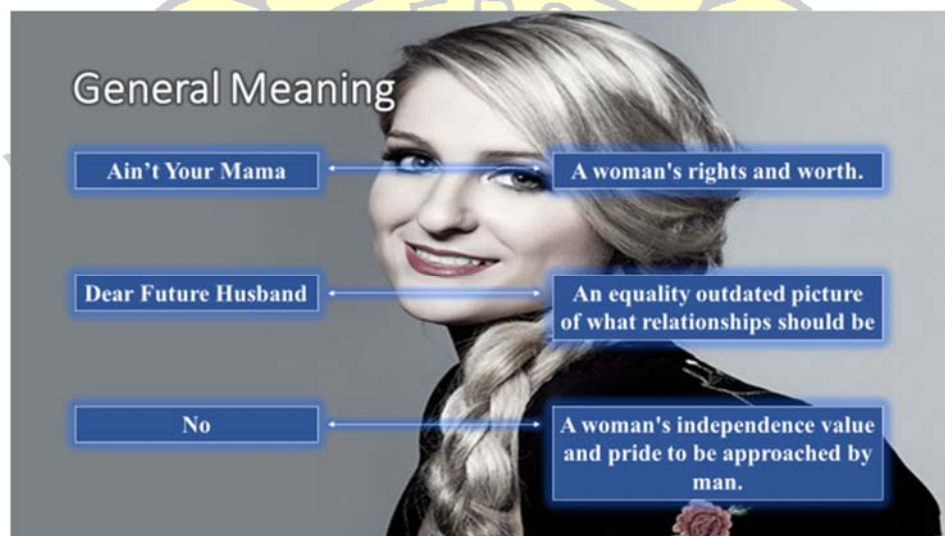 General Meaning
Ain't Your Mama
A woman's rights and worth.
Dear Future Husband
An equality outdated picture
of what relationships should be
No
A woman's independence value
and pride to be approached by
man.